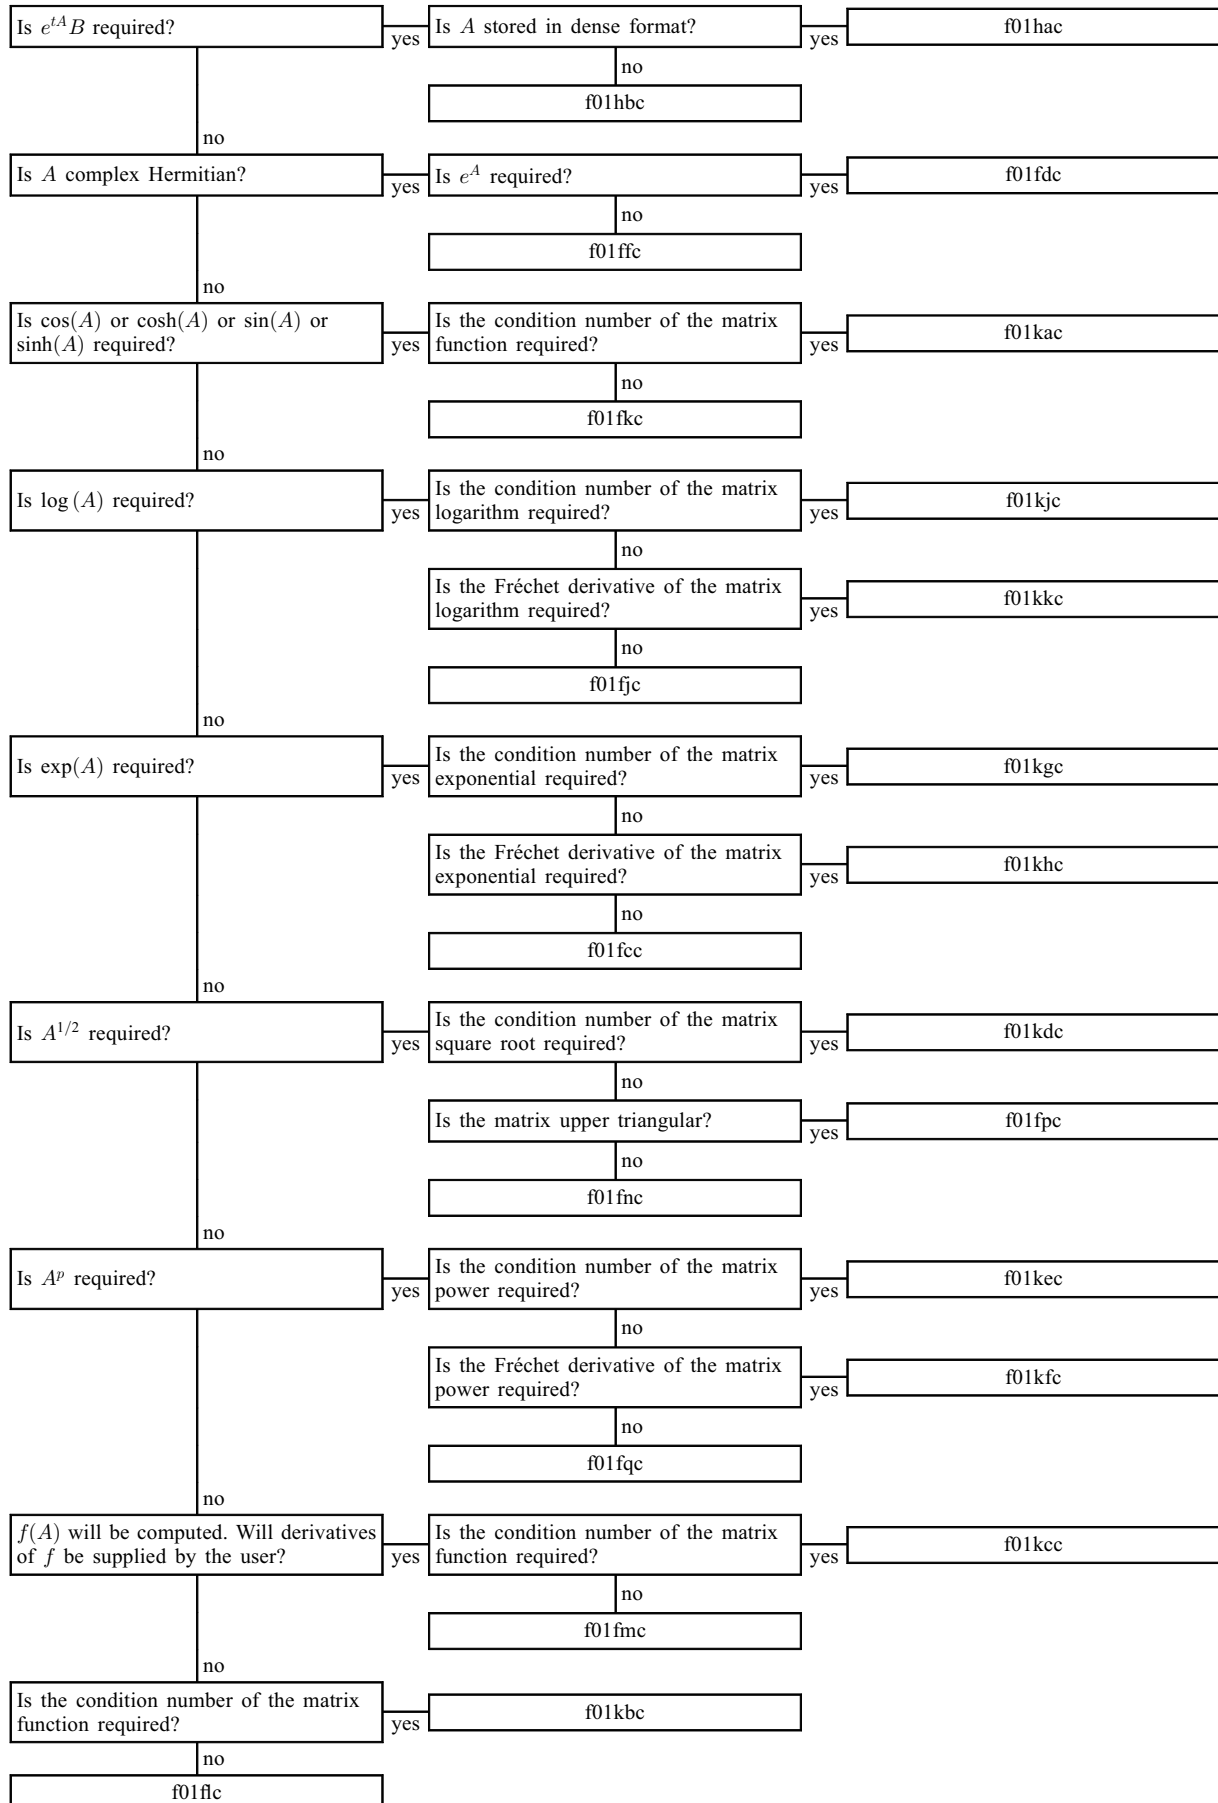 Is e^{tA}B required?
yes
Is A stored in dense format?
yes
f01hac
no
f01hbc
no
Is A complex Hermitian?
yes
Is e^A required?
yes
f01fdc
no
f01ffc
no
Is cos(A) or cosh(A) or sin(A) or
sinh(A) required?
yes
Is the condition number of the matrix
function required?
yes
f01kac
no
f01fkc
no
Is log (A) required?
yes
Is the condition number of the matrix
logarithm required?
yes
f01kjc
no
Is the Fréchet derivative of the matrix
logarithm required?
yes
f01kkc
no
f01fjc
no
Is exp(A) required?
yes
Is the condition number of the matrix
exponential required?
yes
f01kgc
no
Is the Fréchet derivative of the matrix
exponential required?
yes
f01khc
no
f01fcc
no
Is A^{1/2} required?
yes
Is the condition number of the matrix
square root required?
yes
f01kdc
no
Is the matrix upper triangular?
yes
f01fpc
no
f01fnc
no
Is A^p required?
yes
Is the condition number of the matrix
power required?
yes
f01kec
no
Is the Fréchet derivative of the matrix
power required?
yes
f01kfc
no
f01fqc
no
f(A) will be computed. Will derivatives
of f be supplied by the user?
yes
Is the condition number of the matrix
function required?
yes
f01kcc
no
f01fmc
no
Is the condition number of the matrix
function required?
yes
f01kbc
no
f01flc